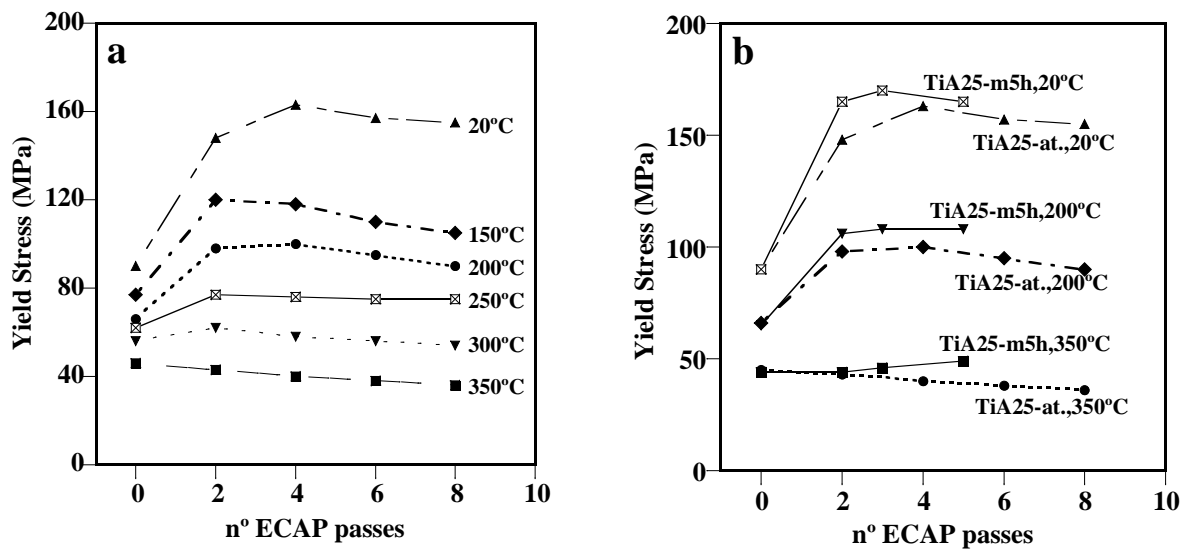 a
200
160
120
80
40
0
Yield Stress (MPa)
20ºC
150ºC
200ºC
250ºC
300ºC
350ºC
0 2 4 6 8 10
nº ECAP passes
b
200
150
100
50
0
Yield Stress (MPa)
TiA25-m5h,20ºC
TiA25-at.,20ºC
TiA25-m5h,200ºC
TiA25-at.,200ºC
TiA25-m5h,350ºC
TiA25-at.,350ºC
0 2 4 6 8 10
nº ECAP passes